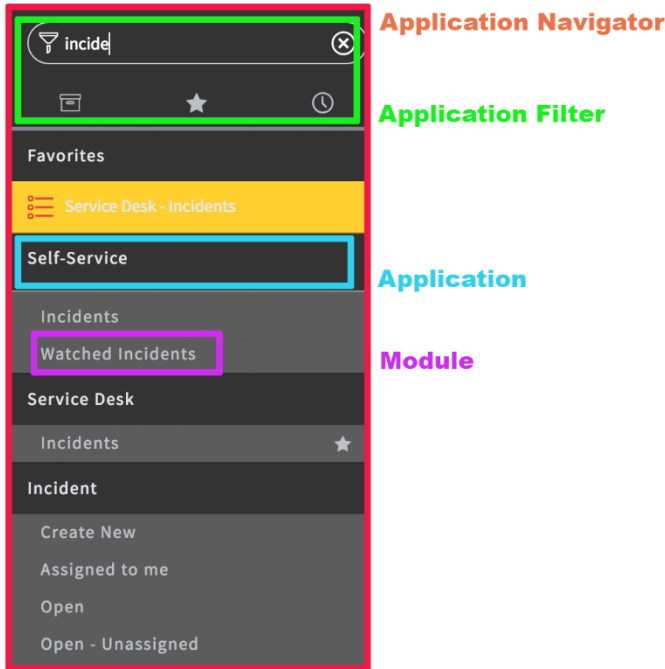 incide
Application Navigator
Application Filter
Favorites
Service Desk - Incidents
Self-Service
Application
Incidents
Watched Incidents
Module
Service Desk
Incidents
Incident
Create New
Assigned to me
Open
Open - Unassigned